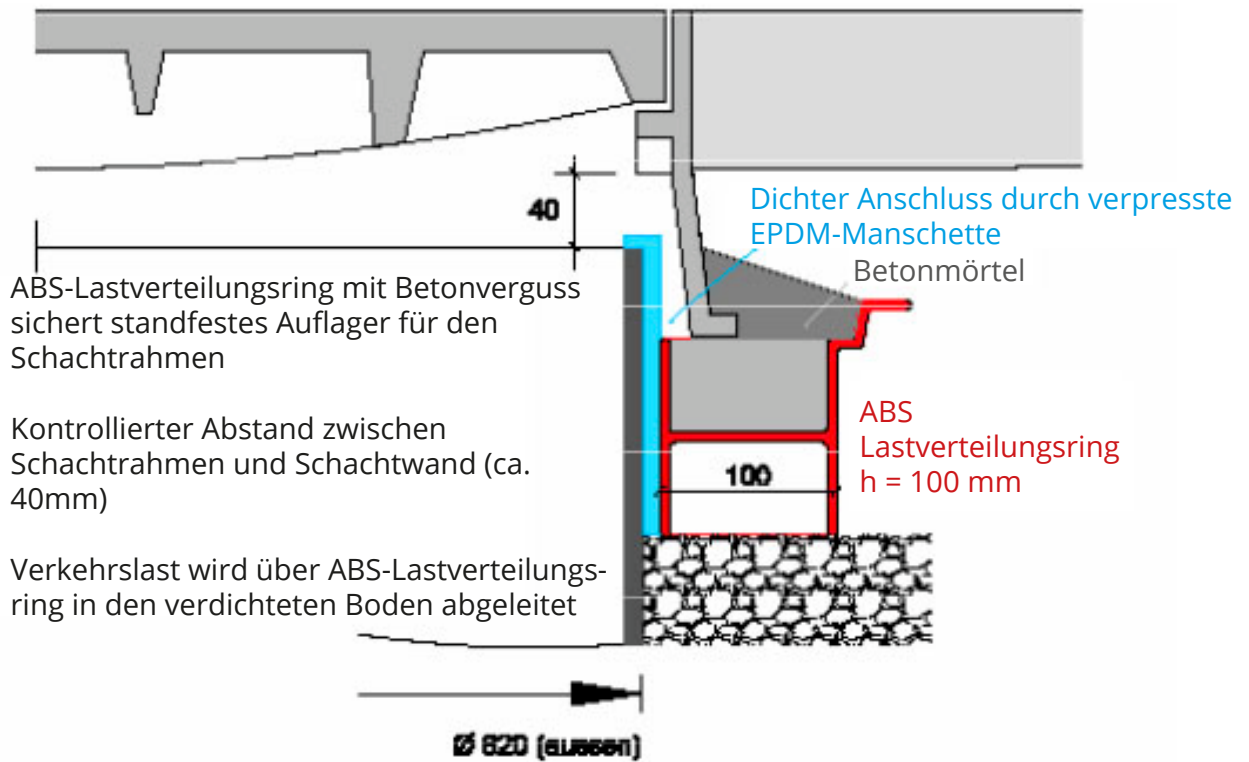 40
Dichter Anschluss durch verpresste
EPDM-Manschette
Betonmörtel
ABS-Lastverteilungsring mit Betonverguss
sichert standfestes Auflager für den
Schachtrahmen
Kontrollierter Abstand zwischen
Schachtrahmen und Schachtwand (ca.
40mm)
Verkehrslast wird über ABS-Lastverteilungs-
ring in den verdichteten Boden abgeleitet
ABS
Lastverteilungsring
h = 100 mm
100
Ø 620 (aussen)